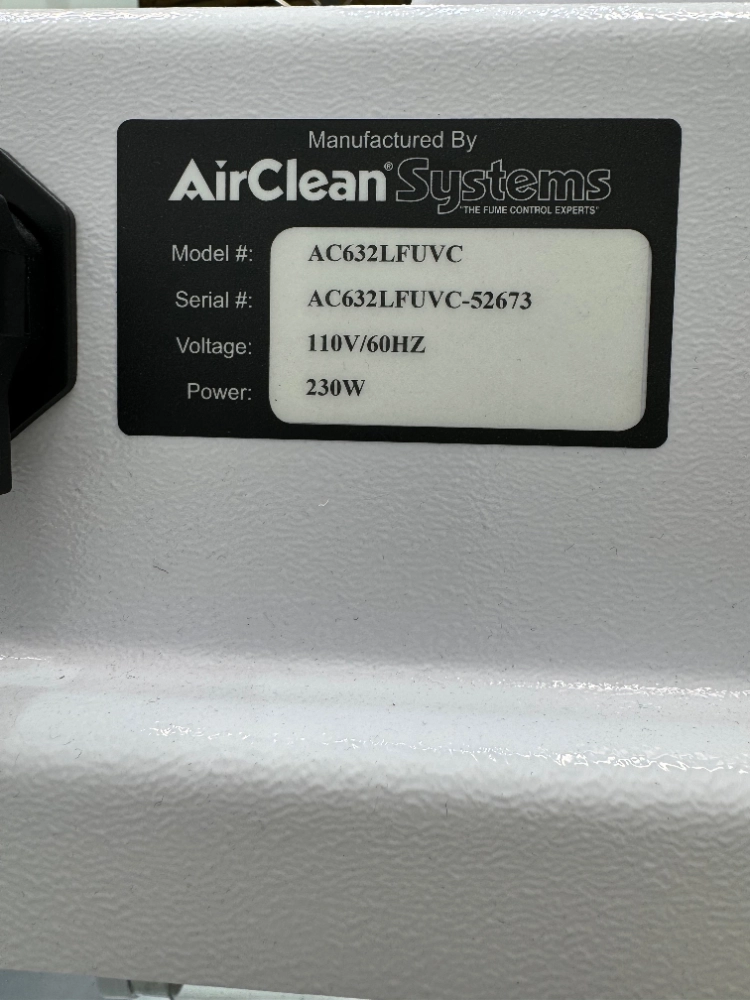 Manufactured By
AirClean® Systems
"THE FUME CONTROL EXPERTS"
Model #: AC632LFUVC
Serial #: AC632LFUVC-52673
Voltage: 110V/60HZ
Power: 230W